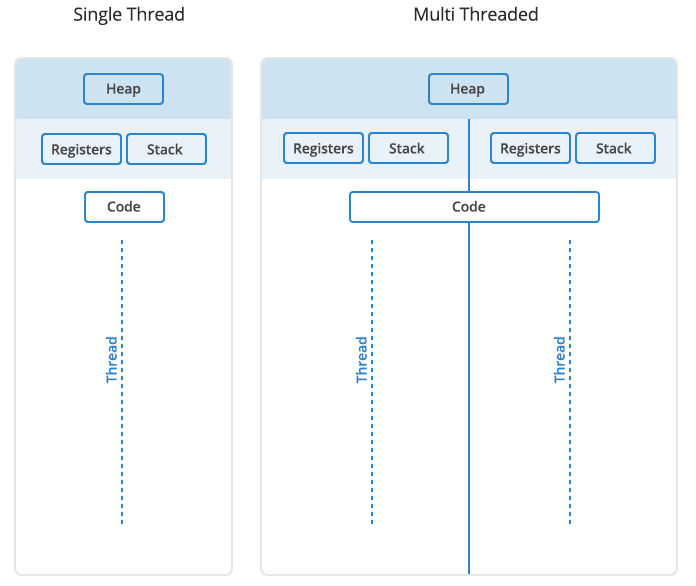 Single Thread
Multi Threaded
Heap
Heap
Registers Stack
Registers Stack
Registers Stack
Code
Code
Thread
Thread
Thread